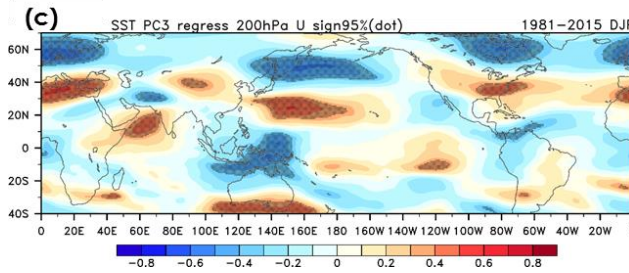 (c) SST PC3 regress 200hPa U sign95%(dot) 1981-2015 DJF
60N
40N
20N
0
20S
40S
0 20E 40E 60E 80E 100E 120E 140E 160E 180 160W 140W 120W 100W 80W 60W 40W 20W 0
-0.8 -0.6 -0.4 -0.2 0 0.2 0.4 0.6 0.8